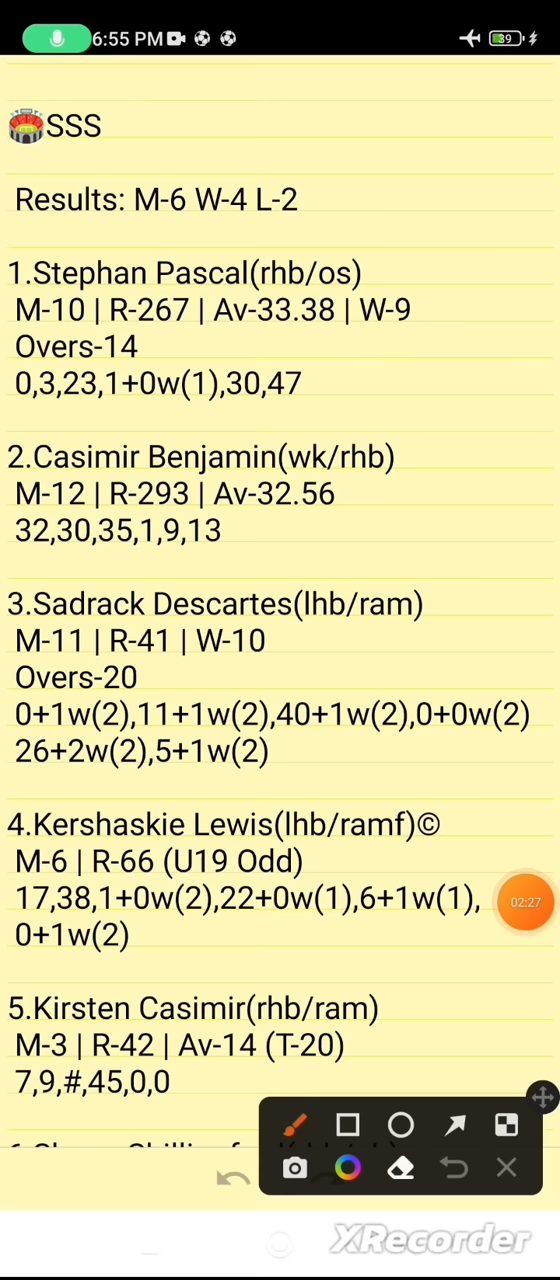 6:55 PM
39
SSS
Results: M-6 W-4 L-2
1.Stephan Pascal(rhb/os)
M-10 | R-267 | Av-33.38 | W-9
Overs-14
0,3,23,1+0w(1),30,47
2.Casimir Benjamin(wk/rhb)
M-12 | R-293 | Av-32.56
32,30,35,1,9,13
3.Sadrack Descartes(lhb/ram)
M-11 | R-41 | W-10
Overs-20
0+1w(2),11+1w(2),40+1w(2),0+0w(2)
26+2w(2),5+1w(2)
4.Kershaskie Lewis(lhb/ramf)©
M-6 | R-66 (U19 Odd)
17,38,1+0w(2),22+0w(1),6+1w(1),
0+1w(2)
02:27
5.Kirsten Casimir(rhb/ram)
M-3 | R-42 | Av-14 (T-20)
7,9,#,45,0,0
XRecorder